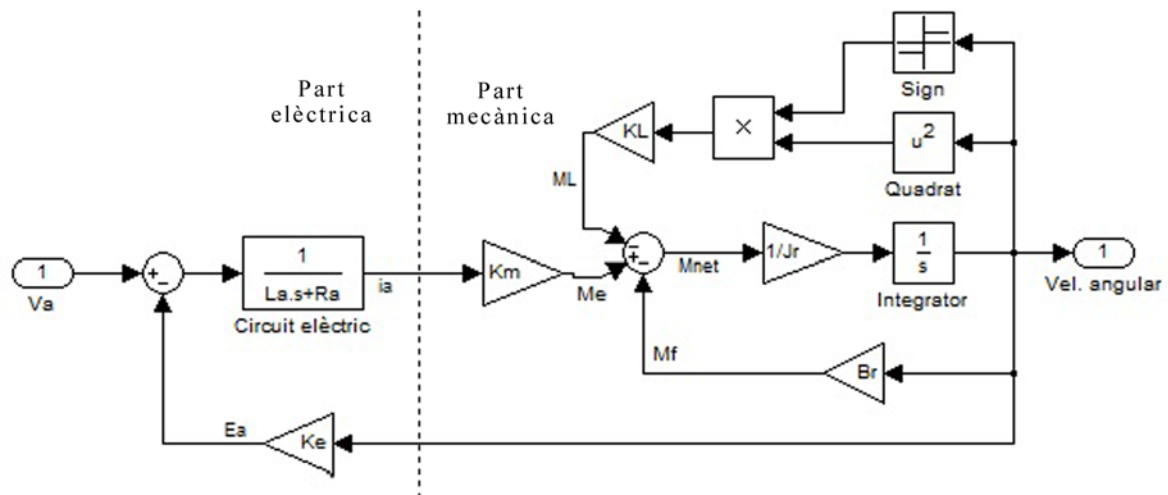 Part
elèctrica
Part
mecànica
Sign
KL
×
u²
Quadrat
ML
1
Va
+
−
1
La.s+Ra
Circuit elèctric
ia
Km
Me
−
+
−
Mnet
1/Jr
1
s
Integrator
1
Vel. angular
Mf
Br
Ea
Ke